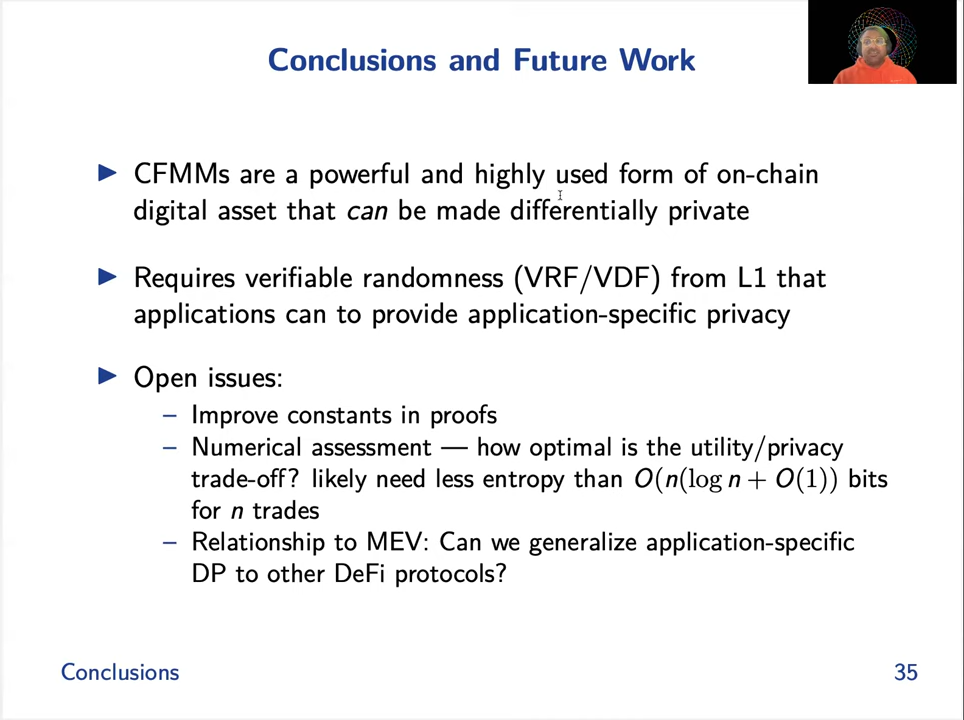 Conclusions and Future Work
▶ CFMMs are a powerful and highly used form of on-chain
digital asset that can be made differentially private
▶ Requires verifiable randomness (VRF/VDF) from L1 that
applications can to provide application-specific privacy
▶ Open issues:
– Improve constants in proofs
– Numerical assessment — how optimal is the utility/privacy
trade-off? likely need less entropy than O(n(log n + O(1)) bits
for n trades
– Relationship to MEV: Can we generalize application-specific
DP to other DeFi protocols?
Conclusions 35